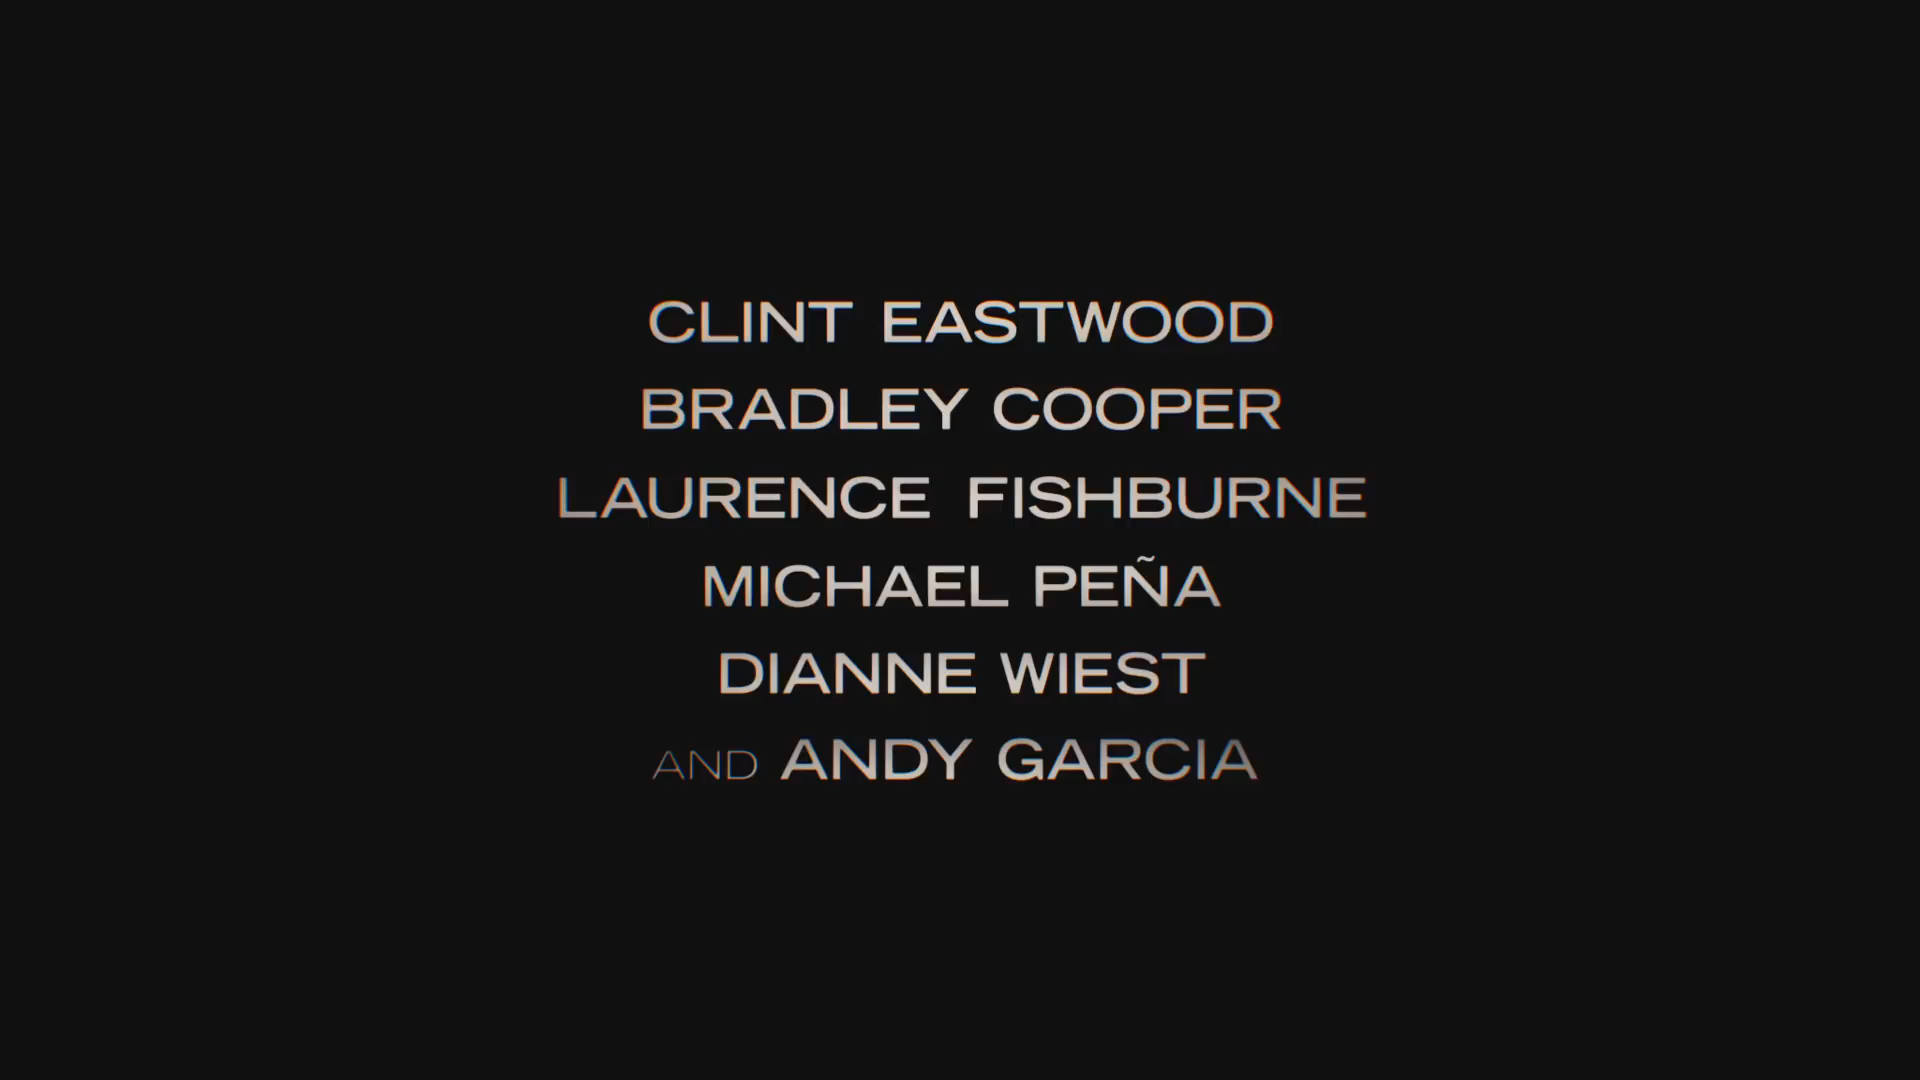 CLINT EASTWOOD
BRADLEY COOPER
LAURENCE FISHBURNE
MICHAEL PEÑA
DIANNE WIEST
AND ANDY GARCIA